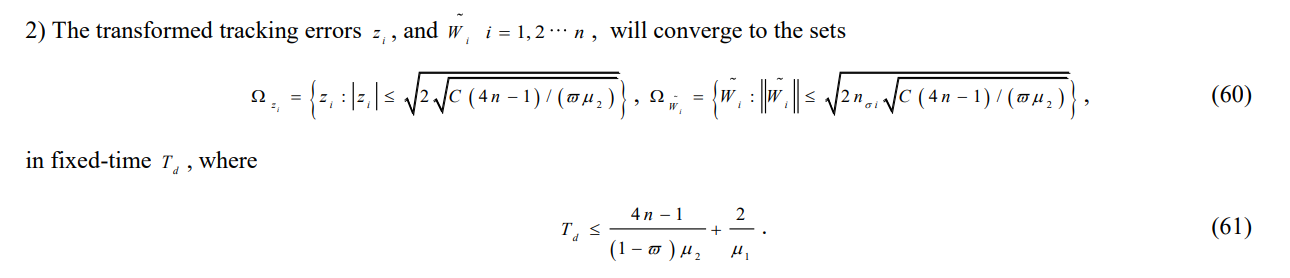 2) The transformed tracking errors z_i, and W̃_i i = 1, 2 ⋯ n, will converge to the sets
Ω_{z_i} = {z_i : |z_i| ≤ √(2√(C(4n − 1)/(ϖμ_2)))}, Ω_{W̃_i} = {W̃_i : ‖W̃_i‖ ≤ √(2n_{σi}√(C(4n − 1)/(ϖμ_2)))}, (60)
in fixed-time T_d, where
T_d ≤ (4n − 1)/((1 − ϖ)μ_2) + 2/μ_1. (61)